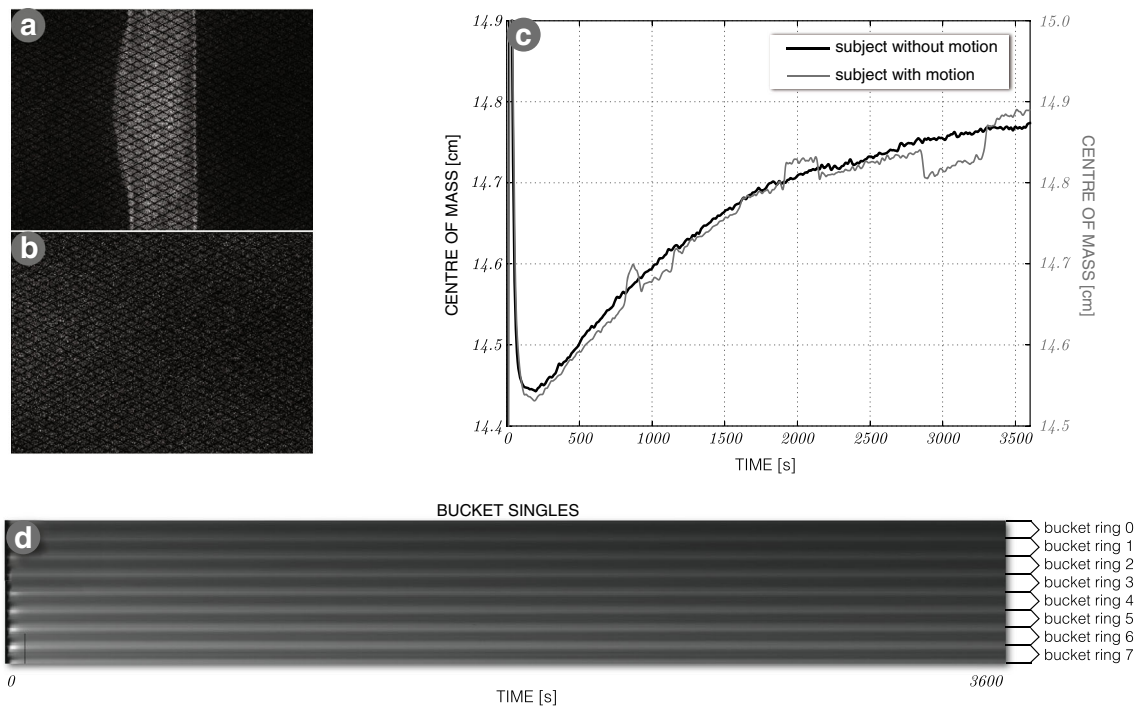 a
b
c
subject without motion
subject with motion
CENTRE OF MASS [cm]
14.9
14.8
14.7
14.6
14.5
14.4
15.0
14.9
14.8
14.7
14.6
14.5
CENTRE OF MASS [cm]
0 500 1000 1500 2000 2500 3000 3500
TIME [s]
BUCKET SINGLES
d
bucket ring 0
bucket ring 1
bucket ring 2
bucket ring 3
bucket ring 4
bucket ring 5
bucket ring 6
bucket ring 7
0 3600
TIME [s]